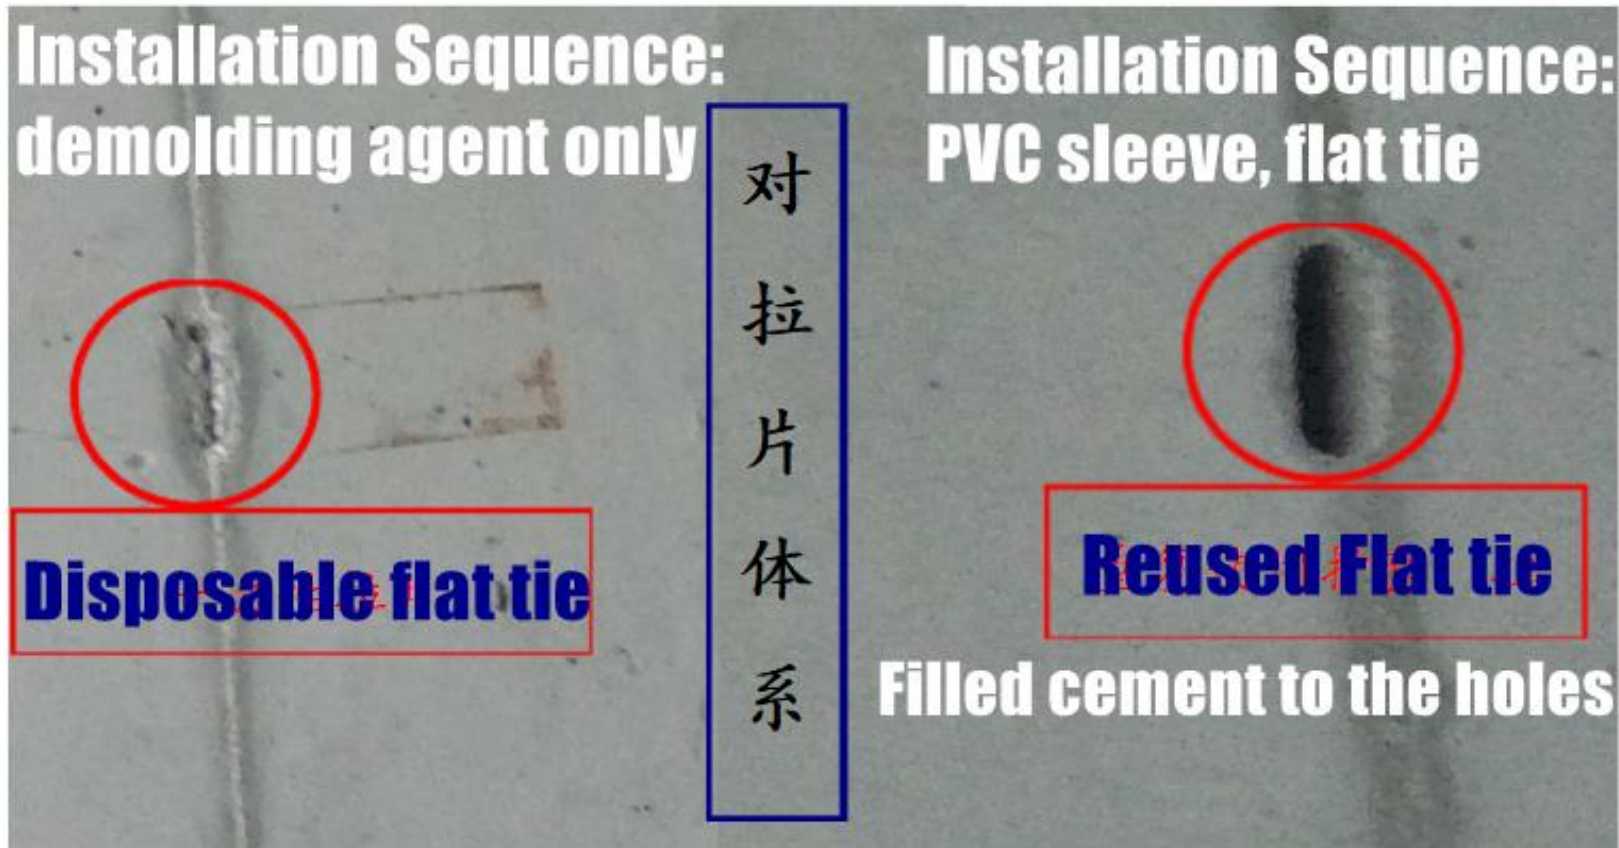 Installation Sequence:
demolding agent only
Disposable flat tie
对
拉
片
体
系
Installation Sequence:
PVC sleeve, flat tie
Reused Flat tie
Filled cement to the holes